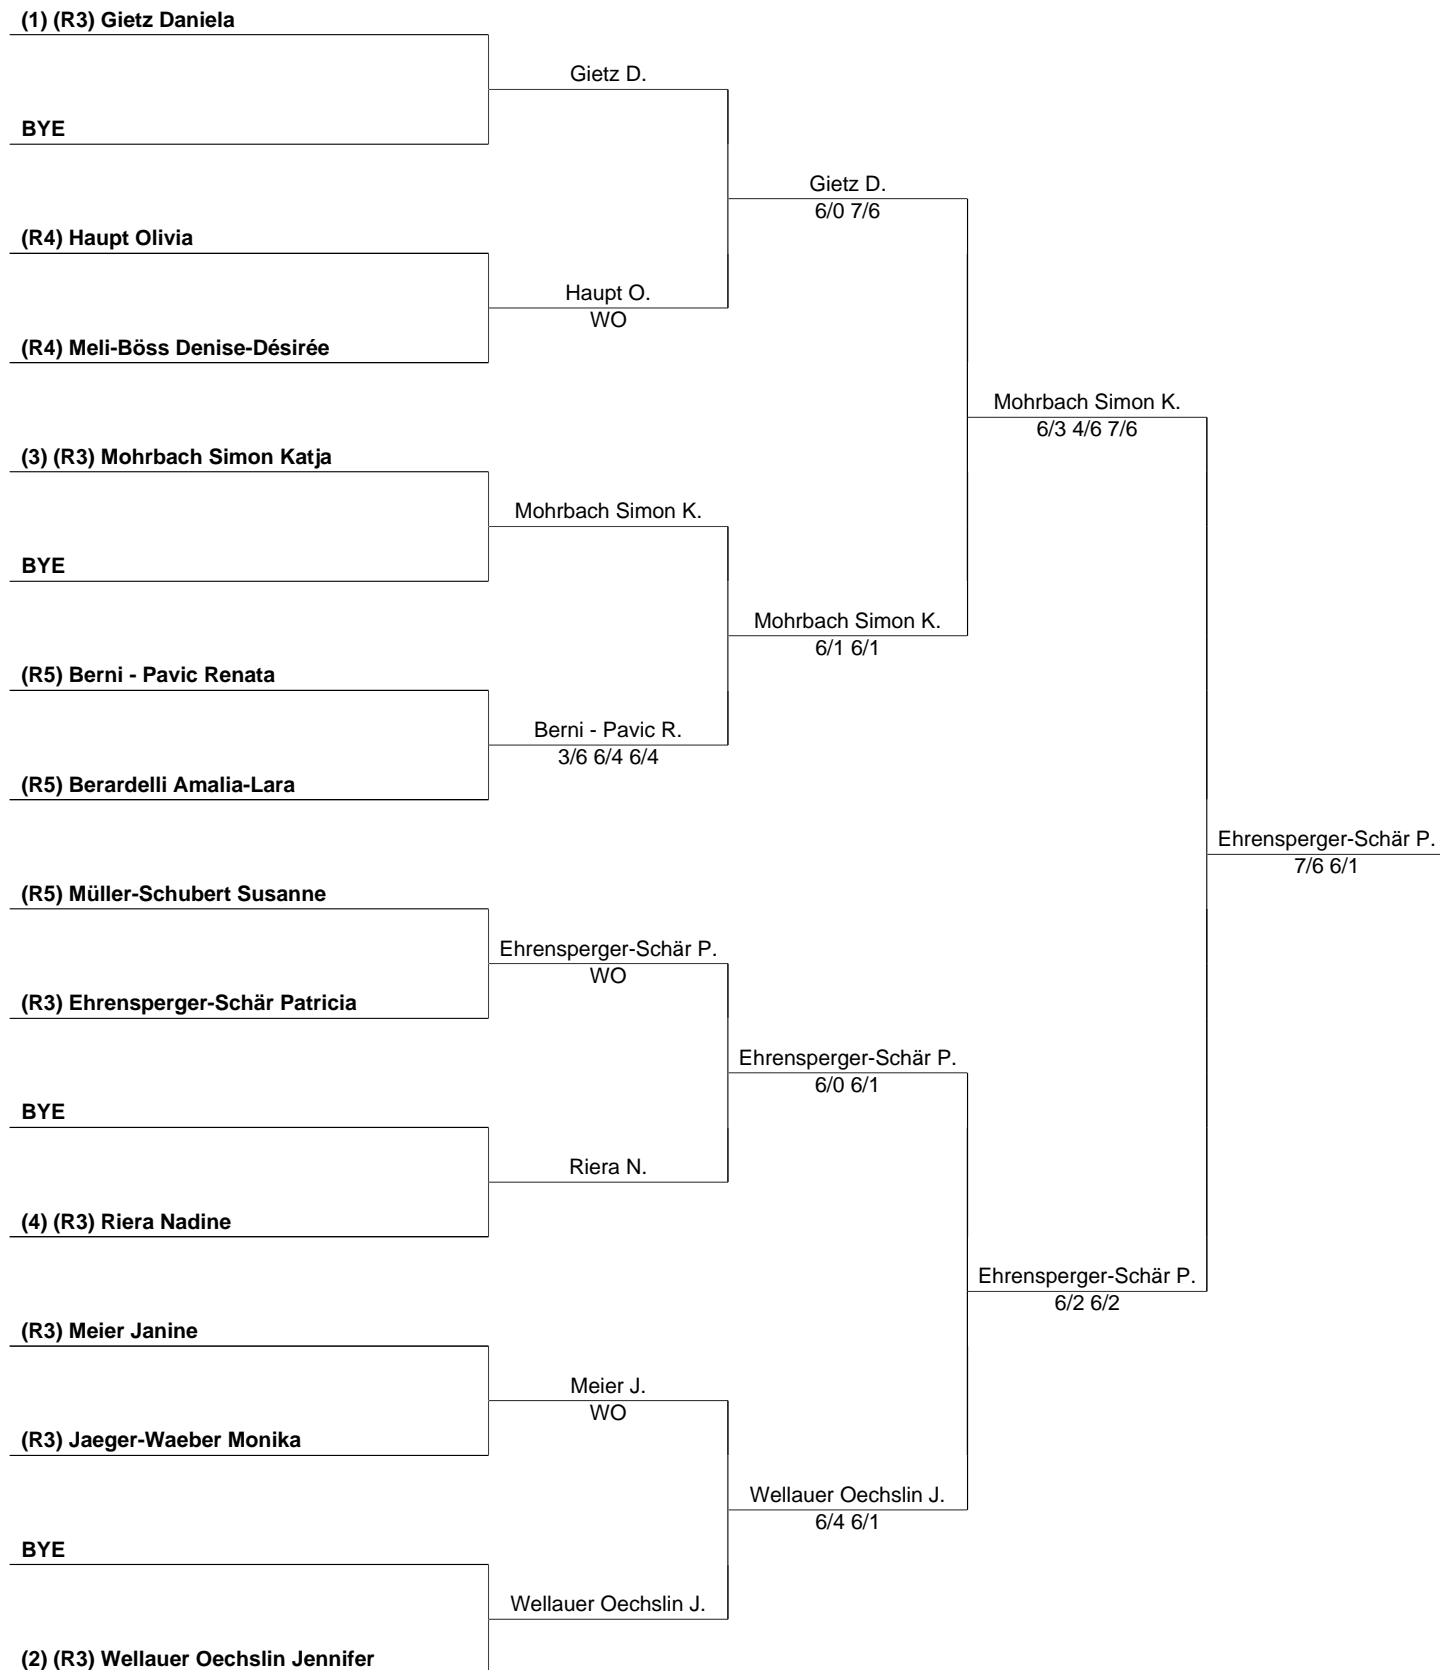 (1) (R3) Gietz Daniela
Gietz D.
BYE
Gietz D.
6/0 7/6
(R4) Haupt Olivia
Haupt O.
WO
(R4) Meli-Böss Denise-Désirée
Mohrbach Simon K.
6/3 4/6 7/6
(3) (R3) Mohrbach Simon Katja
Mohrbach Simon K.
BYE
Mohrbach Simon K.
6/1 6/1
(R5) Berni - Pavic Renata
Berni - Pavic R.
3/6 6/4 6/4
(R5) Berardelli Amalia-Lara
Ehrensperger-Schär P.
7/6 6/1
(R5) Müller-Schubert Susanne
Ehrensperger-Schär P.
WO
(R3) Ehrensperger-Schär Patricia
Ehrensperger-Schär P.
6/0 6/1
BYE
Riera N.
(4) (R3) Riera Nadine
Ehrensperger-Schär P.
6/2 6/2
(R3) Meier Janine
Meier J.
WO
(R3) Jaeger-Waeber Monika
Wellauer Oechslin J.
6/4 6/1
BYE
Wellauer Oechslin J.
(2) (R3) Wellauer Oechslin Jennifer